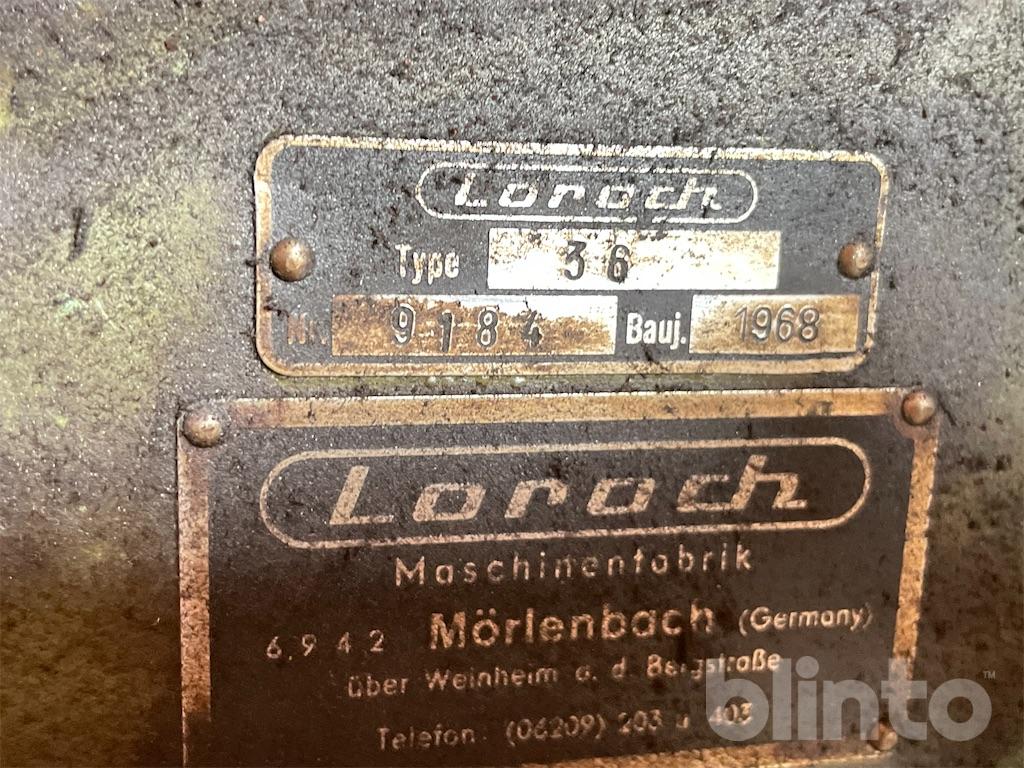 Loroch
Type 36
Nr. 9184 Bauj. 1968
Loroch
Maschinenfabrik
6942 Mörlenbach (Germany)
über Weinheim a. d. Bergstraße
Telefon: (06209) 203 u 403
blinto™